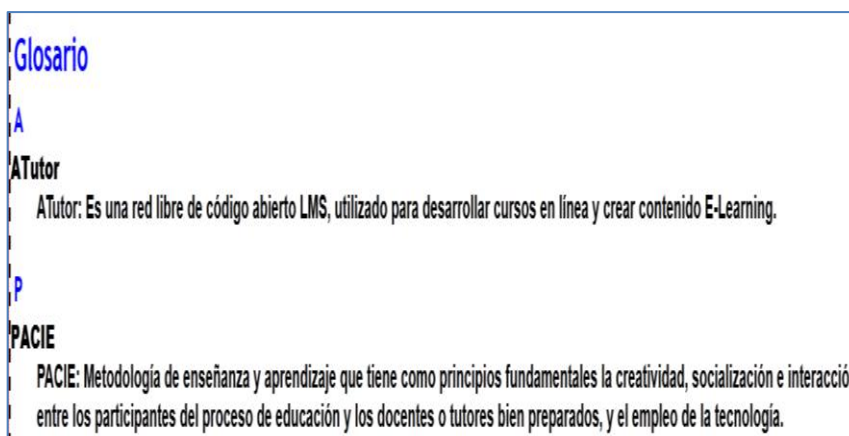 Glosario
A
ATutor
ATutor: Es una red libre de código abierto LMS, utilizado para desarrollar cursos en línea y crear contenido E-Learning.
P
PACIE
PACIE: Metodología de enseñanza y aprendizaje que tiene como principios fundamentales la creatividad, socialización e interacció
entre los participantes del proceso de educación y los docentes o tutores bien preparados, y el empleo de la tecnología.